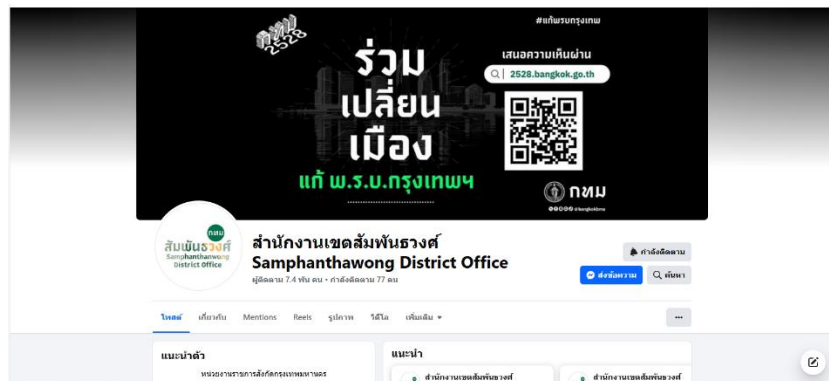 กทม
2528
ร่วม
เปลี่ยน
เมือง
แก้ พ.ร.บ.กรุงเทพฯ
#แก้พรบกรุงเทพ
เสนอความเห็นผ่าน
2528.bangkok.go.th
กทม
กทม
สัมพันธวงศ์
Samphanthawong
District Office
สำนักงานเขตสัมพันธวงศ์
Samphanthawong District Office
ผู้ติดตาม 7.4 พัน คน • กำลังติดตาม 77 คน
กำลังติดตาม
ส่งข้อความ
ค้นหา
โพสต์ เกี่ยวกับ Mentions Reels รูปภาพ วิดีโอ เพิ่มเติม
แนะนำตัว
หน่วยงานราชการสังกัดกรุงเทพมหานคร
แนะนำ
สำนักงานเขตสัมพันธวงศ์
สำนักงานเขตสัมพันธวงศ์